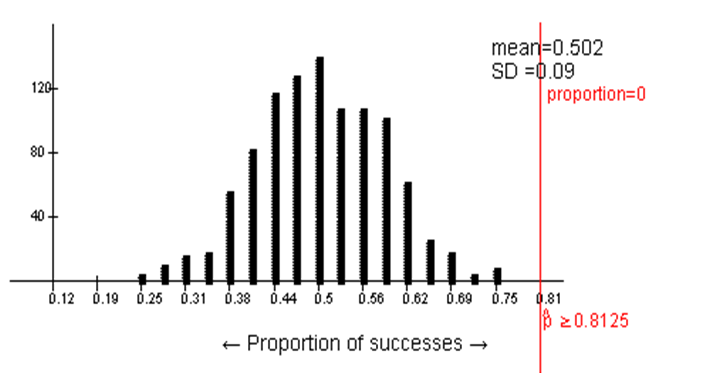 mean=0.502
SD =0.09
proportion=0
120
80
40
0.12 0.19 0.25 0.31 0.38 0.44 0.5 0.56 0.62 0.69 0.75 0.81
p̂ ≥0.8125
← Proportion of successes →